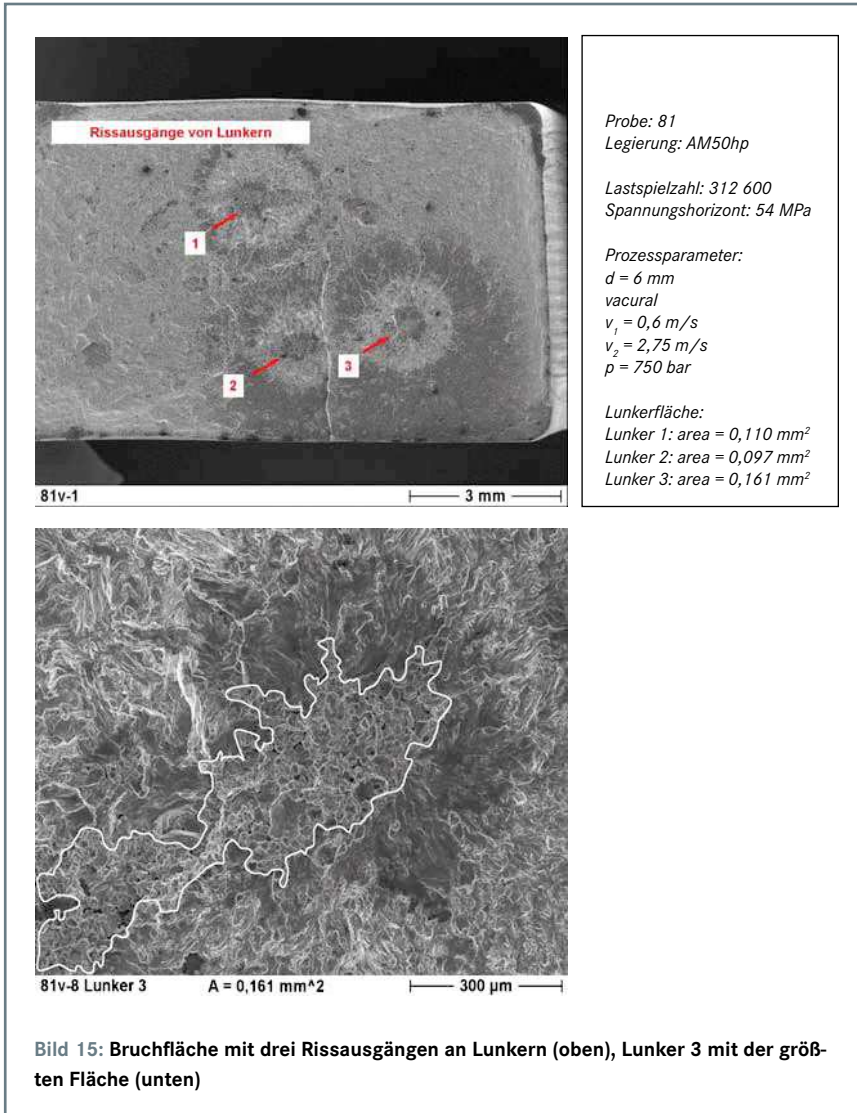 Rissausgänge von Lunkern
1
2
3
81v-1
3 mm
Probe: 81
Legierung: AM50hp
Lastspielzahl: 312 600
Spannungshorizont: 54 MPa
Prozessparameter:
d = 6 mm
vacural
v₁ = 0,6 m/s
v₂ = 2,75 m/s
p = 750 bar
Lunkerfläche:
Lunker 1: area = 0,110 mm²
Lunker 2: area = 0,097 mm²
Lunker 3: area = 0,161 mm²
81v-8 Lunker 3 A = 0,161 mm^2 300 µm
Bild 15: Bruchfläche mit drei Rissausgängen an Lunkern (oben), Lunker 3 mit der größ-
ten Fläche (unten)